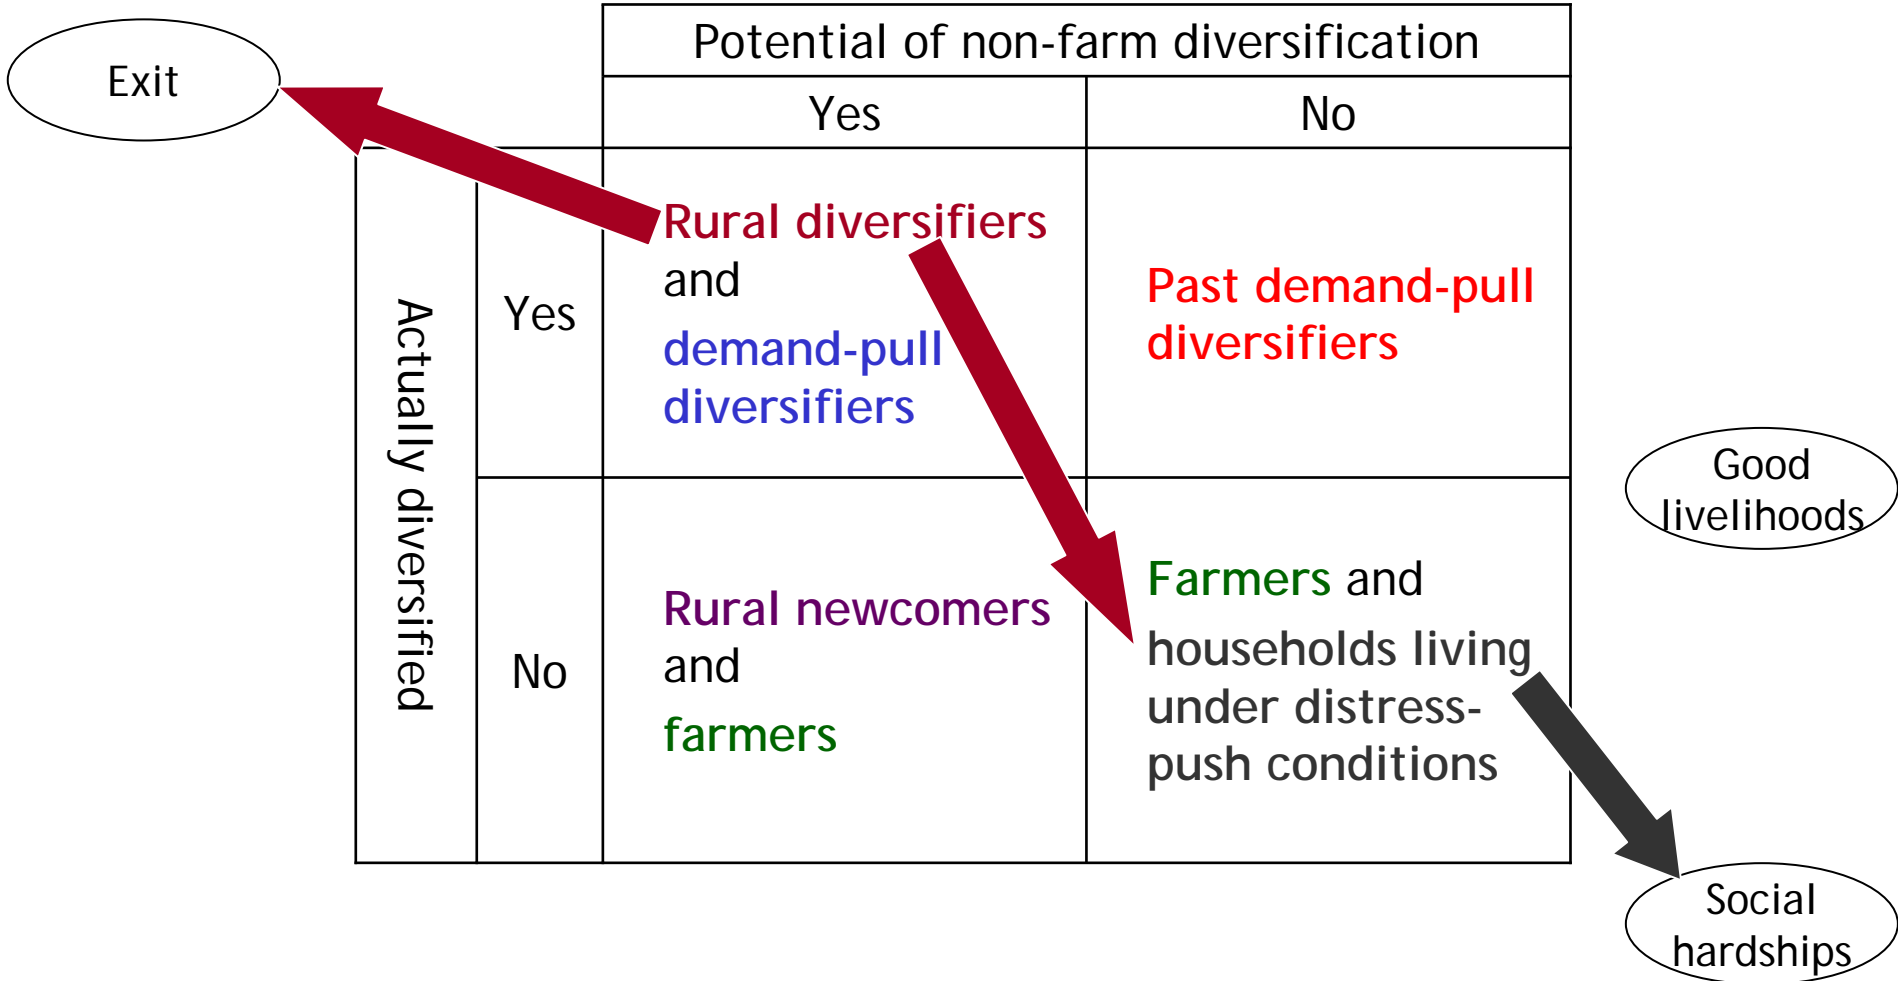 Exit
Potential of non-farm diversification
Yes
No
Actually diversified
Yes
Rural diversifiers
and
demand-pull
diversifiers
Past demand-pull
diversifiers
No
Rural newcomers
and
farmers
Farmers and
households living
under distress-
push conditions
Good
livelihoods
Social
hardships